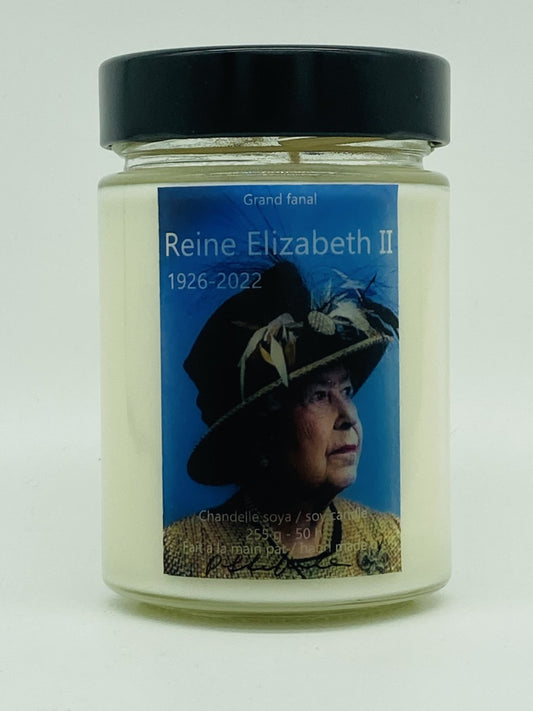 Grand fanal
Reine Elizabeth II
1926-2022
Chandelle soya / soy candle
255 g - 50
Fait à la main par / hand made by